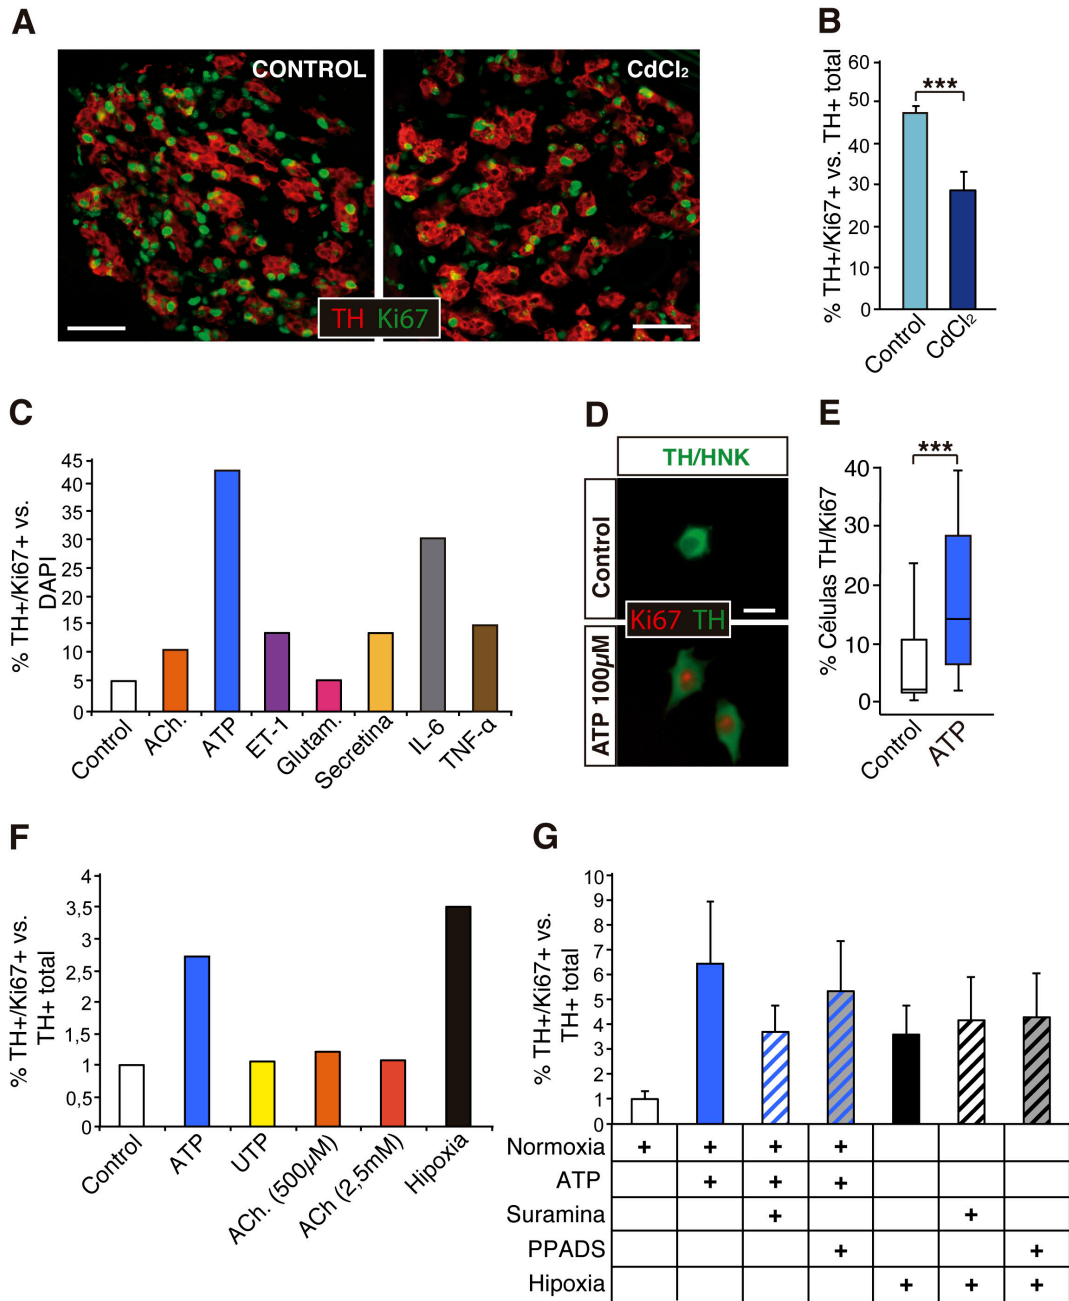 A
CONTROL
CdCl2
TH Ki67
B
% TH+/Ki67+ vs. TH+ total
60
50
40
30
20
10
0
***
Control
CdCl2
C
% TH+/Ki67+ vs.
DAPI
45
40
35
30
25
20
15
10
5
0
Control
ACh.
ATP
ET-1
Glutam.
Secretina
IL-6
TNF-α
D
TH/HNK
Control
Ki67 TH
ATP 100µM
E
% Células TH/Ki67
40
30
20
10
0
***
Control
ATP
F
% TH+/Ki67+ vs.
TH+ total
4
3,5
3
2,5
2
1,5
1
0,5
0
Control
ATP
UTP
ACh. (500µM)
ACh (2,5mM)
Hipoxia
G
% TH+/Ki67+ vs.
TH+ total
10
9
8
7
6
5
4
3
2
1
0
Normoxia + + + +
ATP + + +
Suramina + +
PPADS + +
Hipoxia + + +